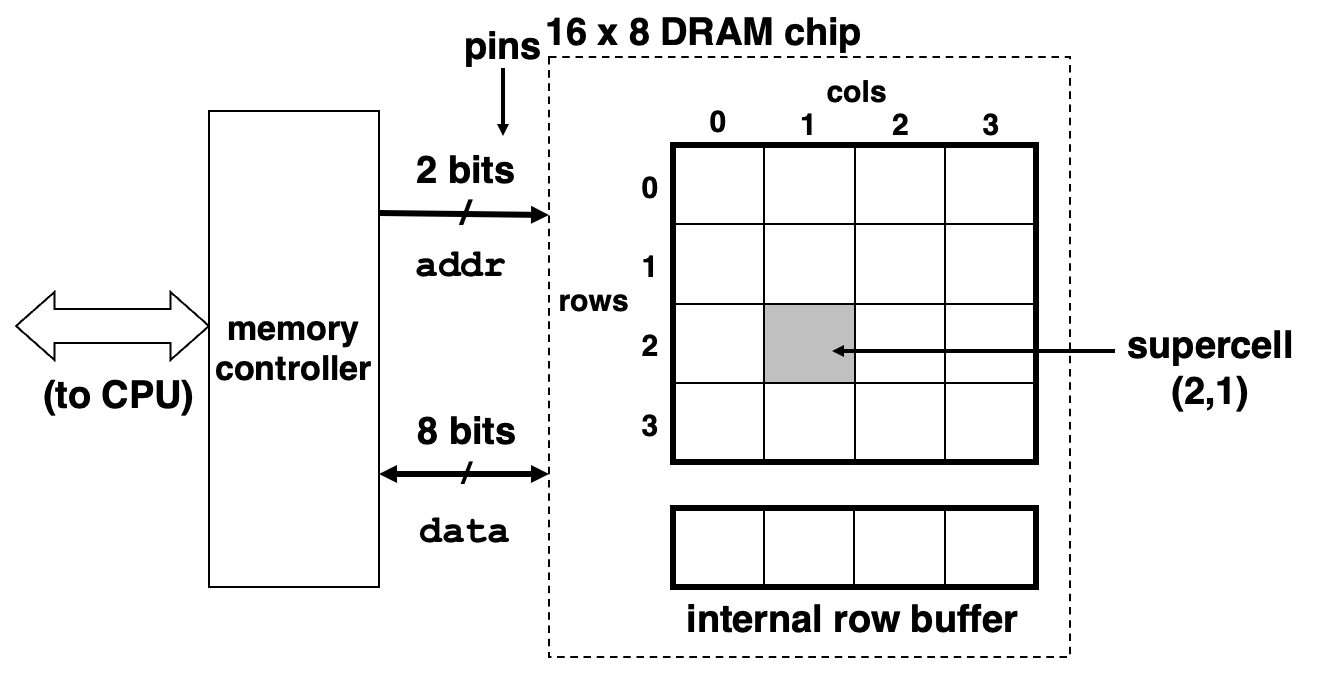 16 x 8 DRAM chip
pins
cols
0 1 2 3
2 bits
addr
0
1
rows
2
3
memory
controller
(to CPU)
supercell
(2,1)
8 bits
data
internal row buffer